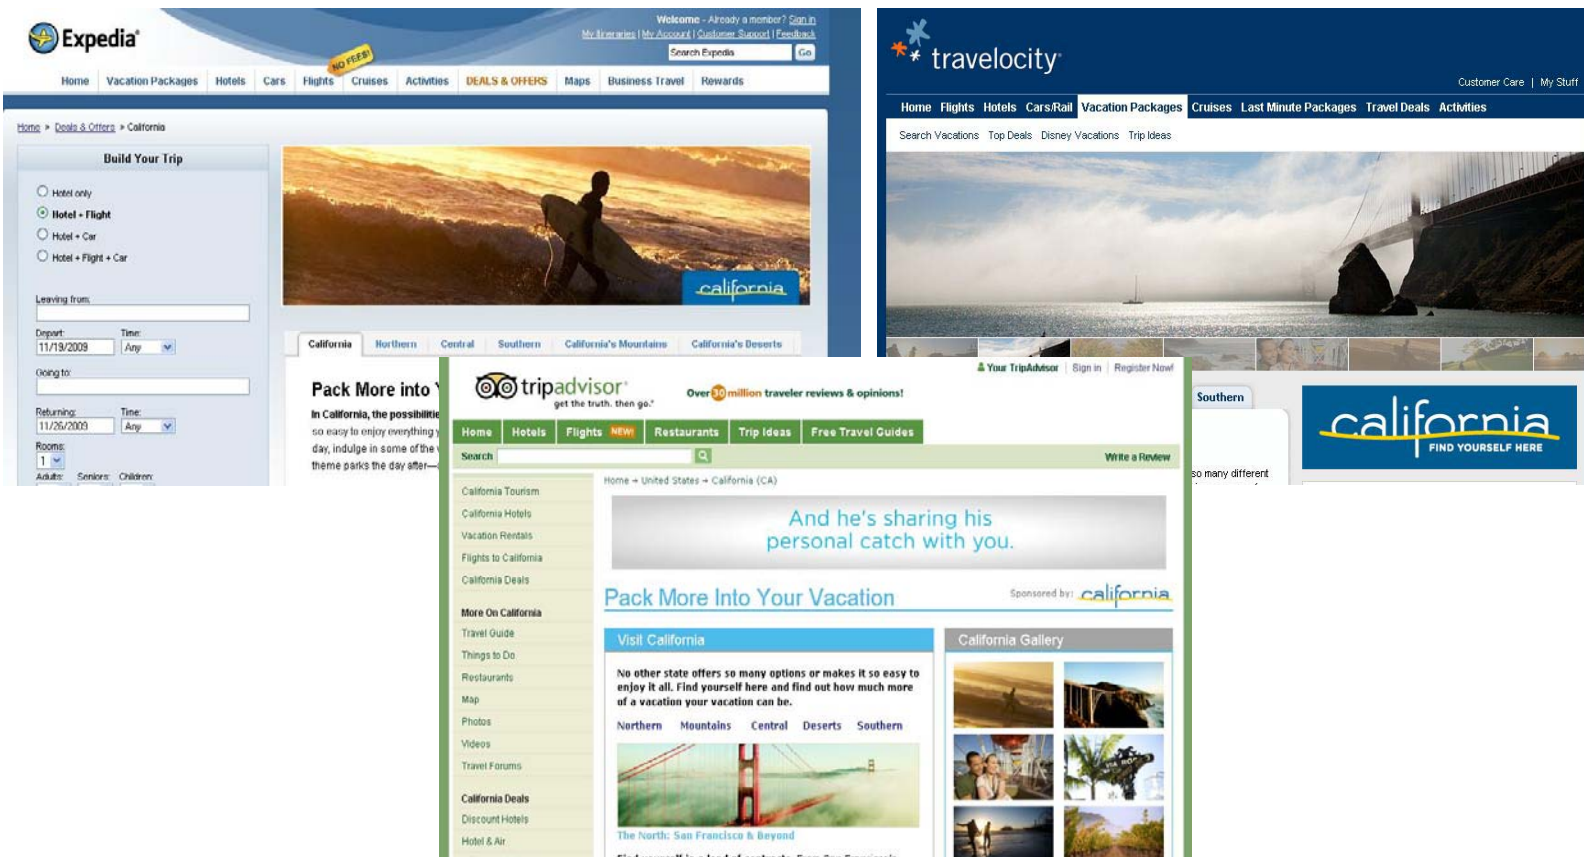 Expedia
Welcome - Already a member? Sign in
My Itineraries | My Account | Customer Support | Feedback
Search Expedia Go
NO FEES!
Home Vacation Packages Hotels Cars Flights Cruises Activities DEALS & OFFERS Maps Business Travel Rewards
Home » Deals & Offers » California
Build Your Trip
Hotel only
Hotel + Flight
Hotel + Car
Hotel + Flight + Car
Leaving from:
Depart: Time:
11/19/2009 Any
Going to:
Returning: Time:
11/26/2009 Any
Rooms:
1
Adults: Seniors: Children:
california
California Northern Central Southern California's Mountains California's Deserts
Pack More into
In California, the possibilitie
so easy to enjoy everything y
day, indulge in some of the
theme parks the day after—
travelocity
Customer Care | My Stuff
Home Flights Hotels Cars/Rail Vacation Packages Cruises Last Minute Packages Travel Deals Activities
Search Vacations Top Deals Disney Vacations Trip Ideas
Southern
so many different
california
FIND YOURSELF HERE
Your TripAdvisor | Sign in | Register Now!
tripadvisor
get the truth. then go.
Over 30 million traveler reviews & opinions!
Home Hotels Flights NEW! Restaurants Trip Ideas Free Travel Guides
Search
Write a Review
Home → United States → California (CA)
California Tourism
California Hotels
Vacation Rentals
Flights to California
California Deals
More On California
Travel Guide
Things to Do
Restaurants
Map
Photos
Videos
Travel Forums
California Deals
Discount Hotels
Hotel & Air
And he's sharing his
personal catch with you.
Pack More Into Your Vacation
Sponsored by: california
Visit California
No other state offers so many options or makes it so easy to
enjoy it all. Find yourself here and find out how much more
of a vacation your vacation can be.
Northern Mountains Central Deserts Southern
The North: San Francisco & Beyond
California Gallery